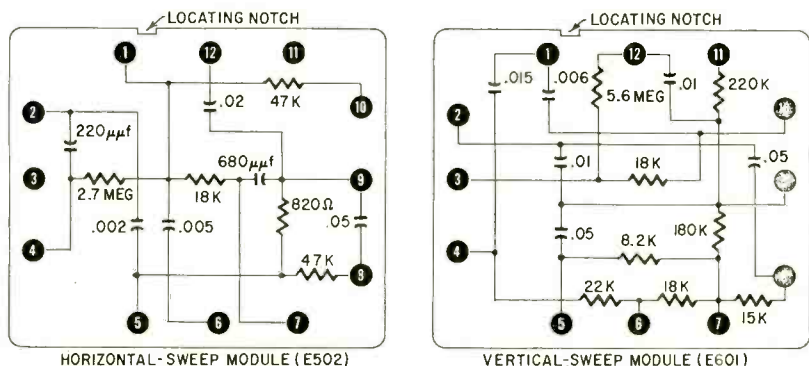 LOCATING NOTCH
1 12 11
.02 47K
10
2
220μμf
3
680μμf
9
2.7 MEG 18K
820Ω
.002 .005 .05
4
47K
8
5 6 7
HORIZONTAL-SWEEP MODULE (E502)
LOCATING NOTCH
1 12 11
.015 .006 5.6 MEG .01 220K
2
.01 .05
3
18K
180K
.05
4
8.2K
22K 18K
15K
5 6 7
VERTICAL-SWEEP MODULE (E601)